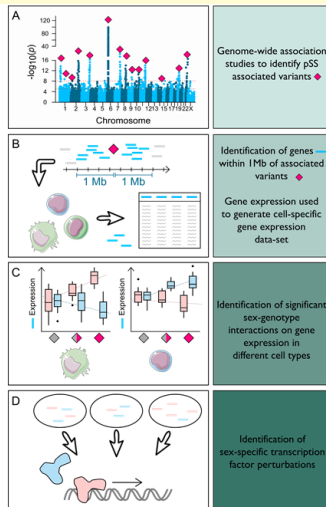 A
120
80
40
20
8
6
4
2
0
-log10(p)
1 2 3 4 5 6 7 8 9 10 11 12 13 15 17 19 22X
Chromosome
Genome-wide association
studies to identify pSS
associated variants
B
1 Mb 1 Mb
Identification of genes
within 1Mb of associated
variants
Gene expression used
to generate cell-specific
gene expression
data-set
C
Expression
Expression
Identification of significant
sex-genotype
interactions on gene
expression in
different cell types
D
Identification of
sex-specific transcription
factor perturbations